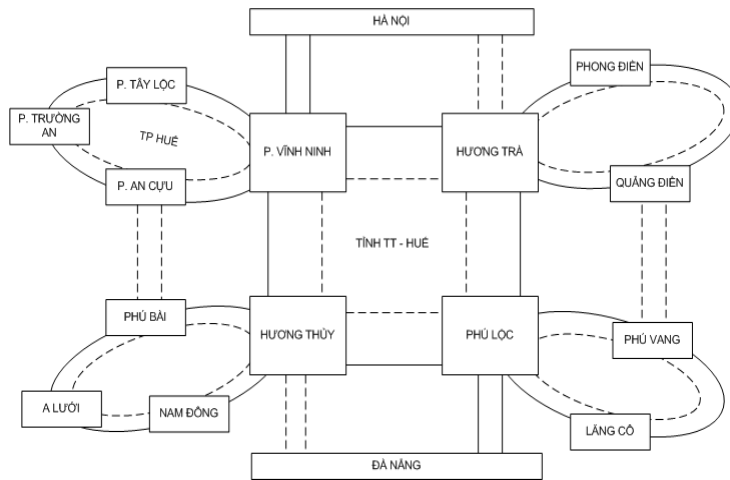 HÀ NỘI
P. TÂY LỘC
PHONG ĐIỀN
P. TRƯỜNG
AN
TP HUẾ
P. VĨNH NINH
HƯƠNG TRÀ
P. AN CỰU
QUẢNG ĐIỀN
TỈNH TT - HUẾ
PHÚ BÀI
HƯƠNG THỦY
PHÚ LỘC
PHÚ VANG
A LƯỚI
NAM ĐÔNG
LĂNG CÔ
ĐÀ NẴNG